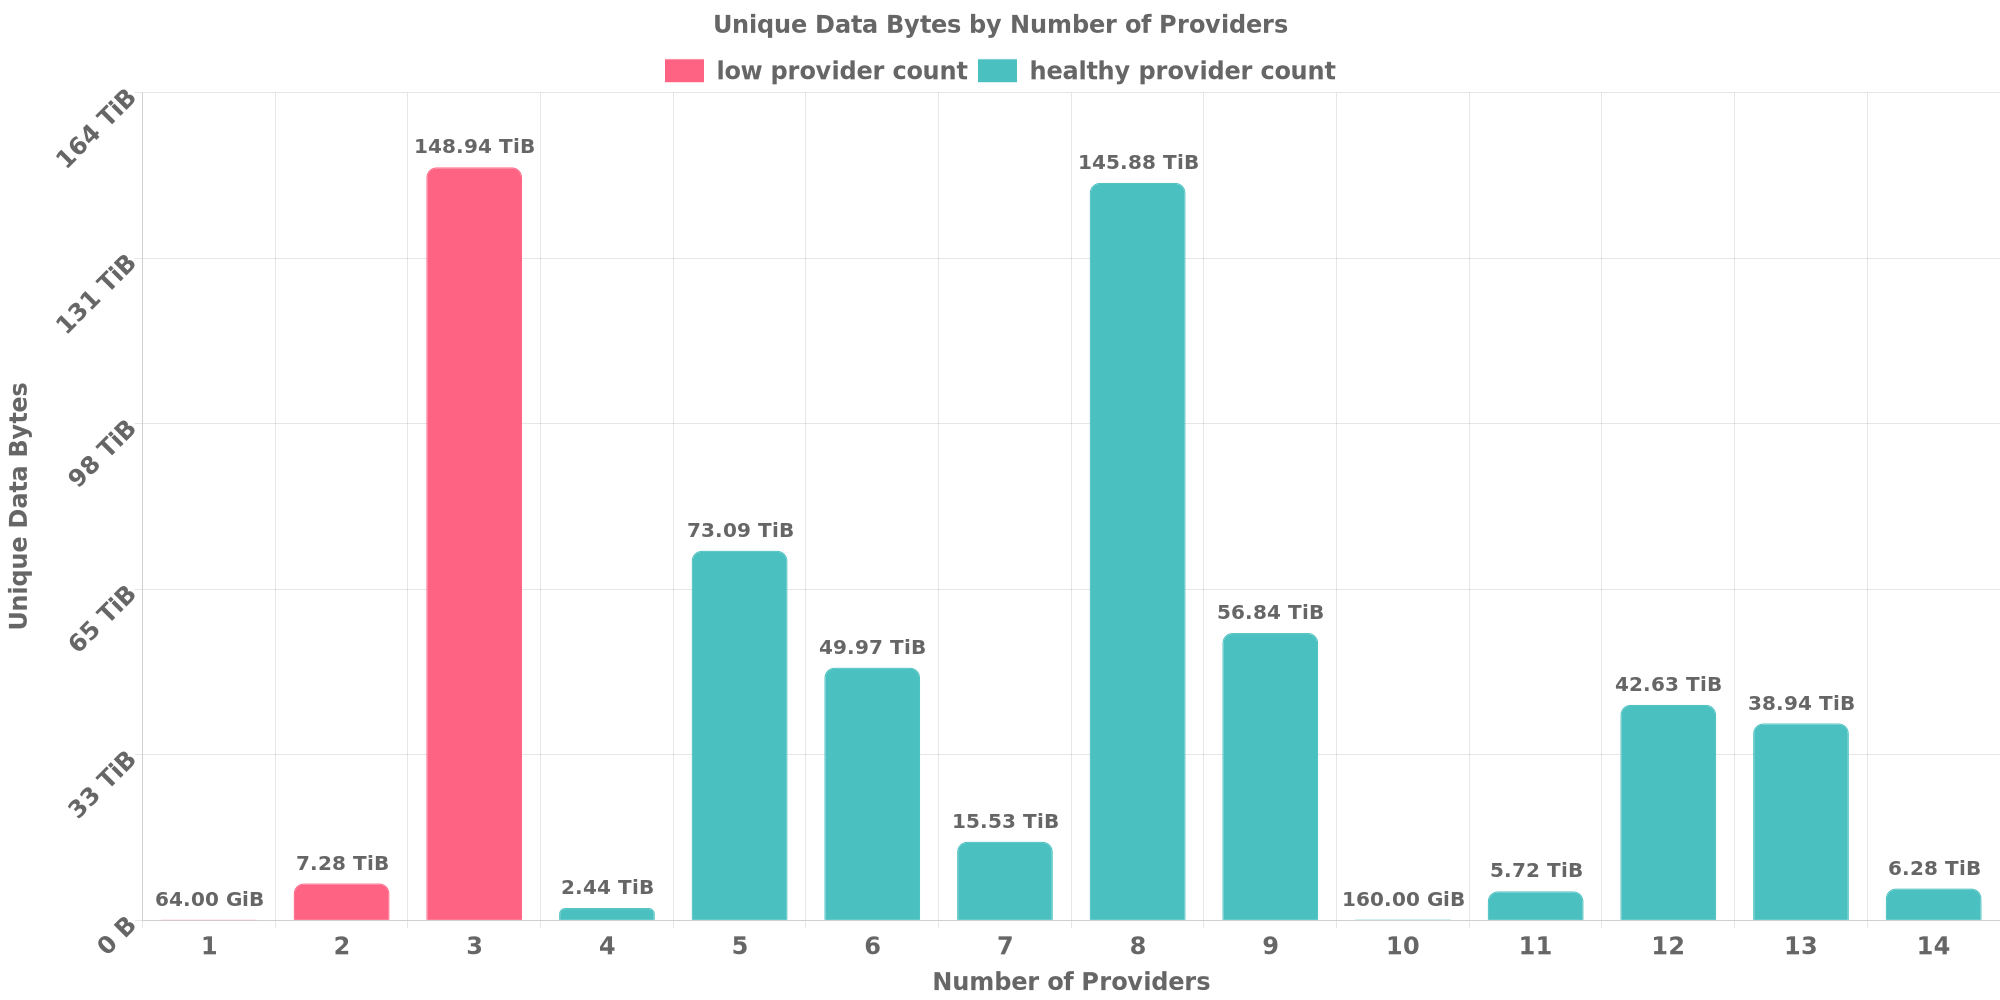 Unique Data Bytes by Number of Providers
low provider count healthy provider count
164 TiB
131 TiB
98 TiB
65 TiB
33 TiB
0 B
Unique Data Bytes
64.00 GiB
7.28 TiB
148.94 TiB
2.44 TiB
73.09 TiB
49.97 TiB
15.53 TiB
145.88 TiB
56.84 TiB
160.00 GiB
5.72 TiB
42.63 TiB
38.94 TiB
6.28 TiB
1 2 3 4 5 6 7 8 9 10 11 12 13 14
Number of Providers